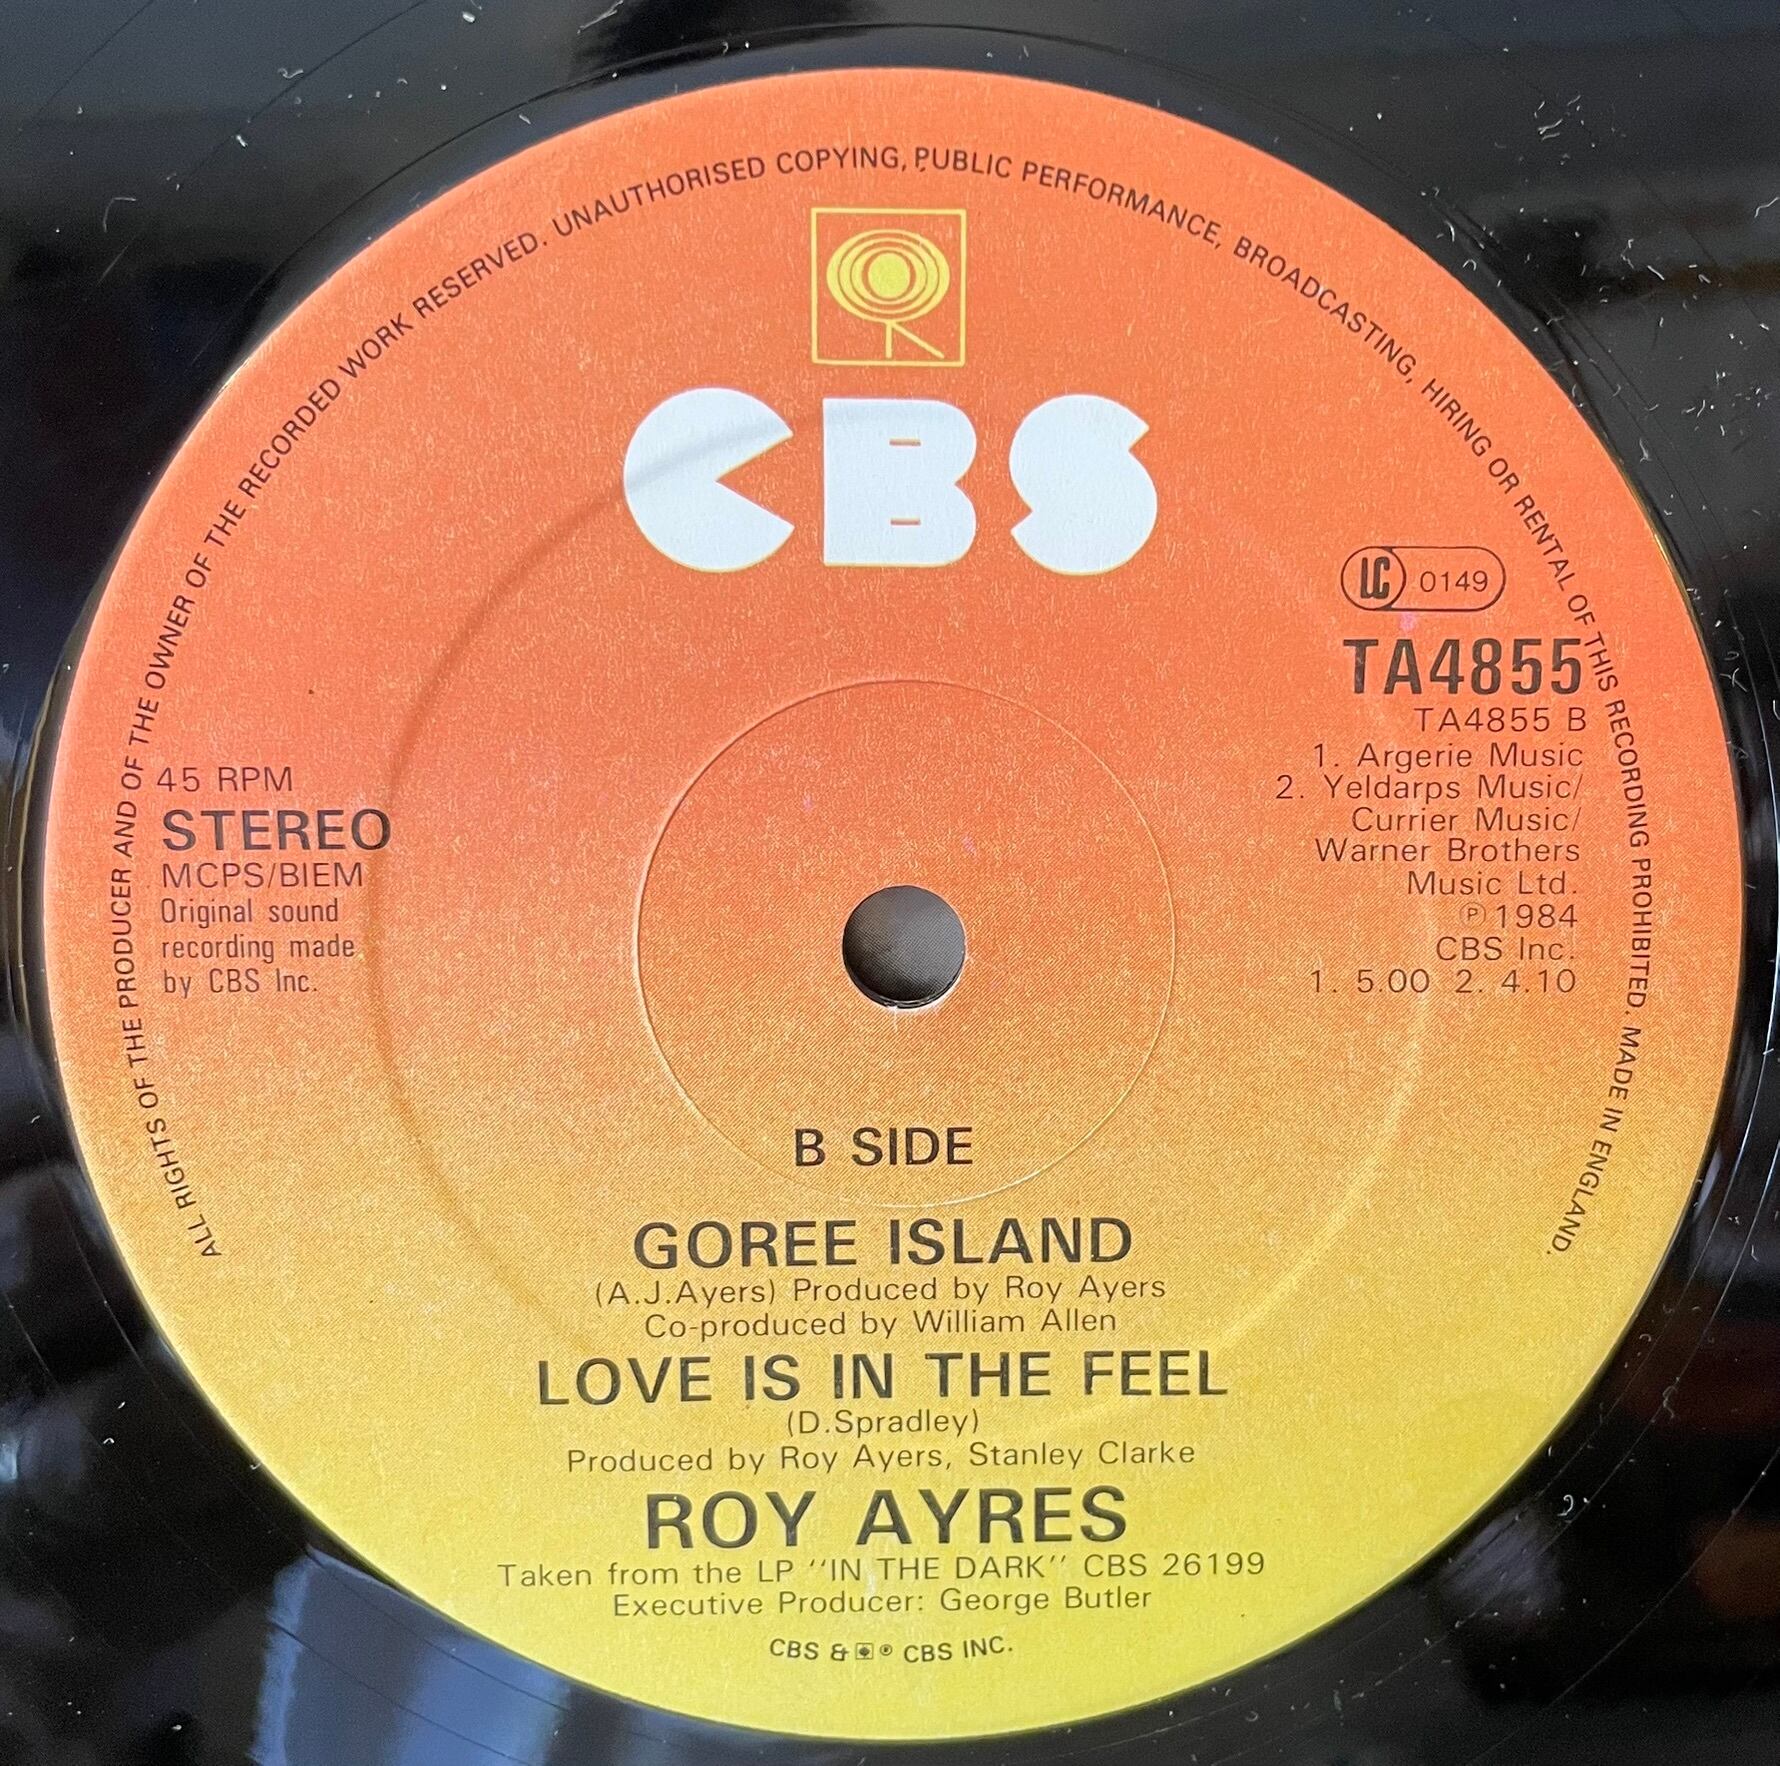 ALL RIGHTS OF THE PRODUCER AND OF THE OWNER OF THE RECORDED WORK RESERVED. UNAUTHORISED COPYING, PUBLIC PERFORMANCE, BROADCASTING, HIRING OR RENTAL OF THIS RECORDING PROHIBITED. MADE IN ENGLAND.
CBS
LC 0149
TA4855
TA4855 B
1. Argerie Music
2. Yeldarps Music/
Currier Music/
Warner Brothers
Music Ltd.
℗ 1984
CBS Inc.
1. 5.00 2. 4.10
45 RPM
STEREO
MCPS/BIEM
Original sound
recording made
by CBS Inc.
B SIDE
GOREE ISLAND
(A.J.Ayers) Produced by Roy Ayers
Co-produced by William Allen
LOVE IS IN THE FEEL
(D.Spradley)
Produced by Roy Ayers, Stanley Clarke
ROY AYRES
Taken from the LP ''IN THE DARK'' CBS 26199
Executive Producer: George Butler
CBS & ® CBS INC.